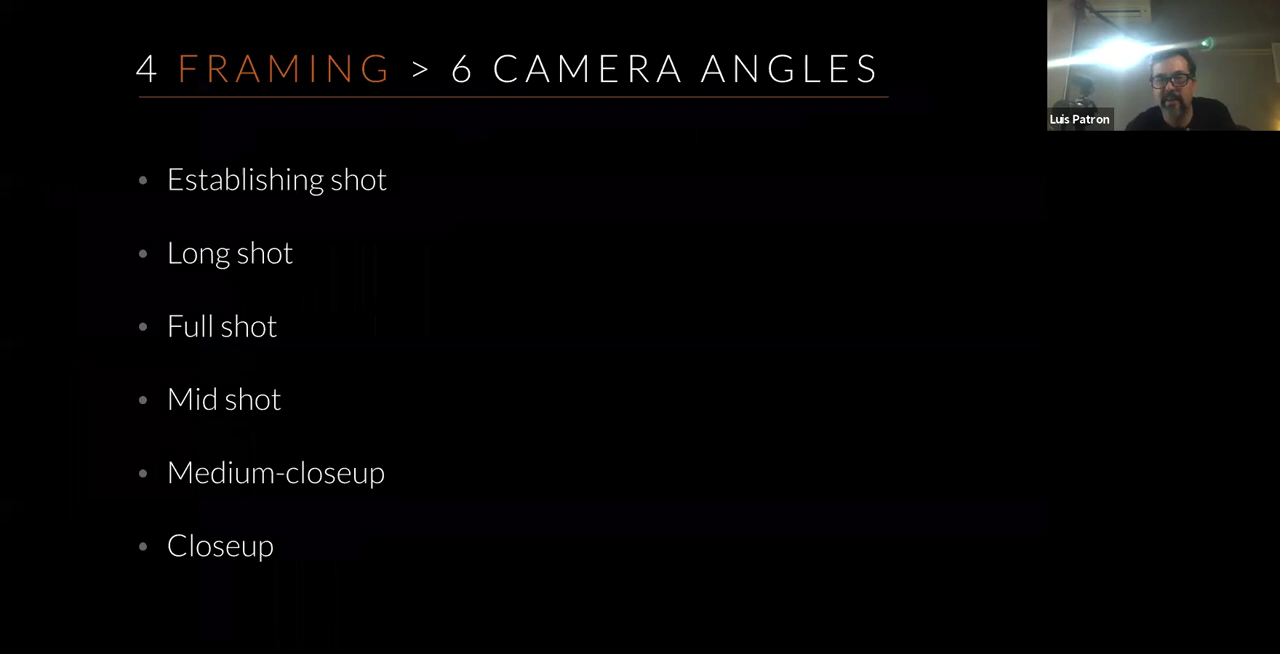 4 FRAMING > 6 CAMERA ANGLES
Luis Patron
• Establishing shot
• Long shot
• Full shot
• Mid shot
• Medium-closeup
• Closeup